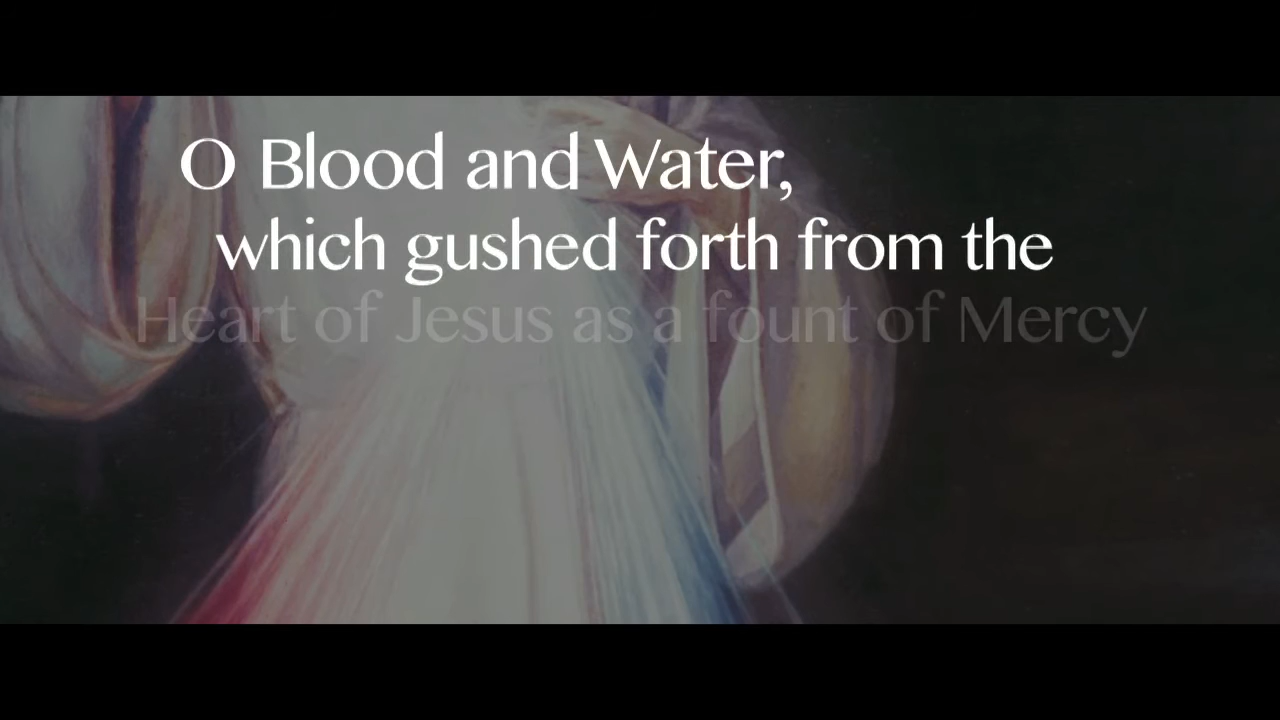 O Blood and Water,
which gushed forth from the
Heart of Jesus as a fount of Mercy